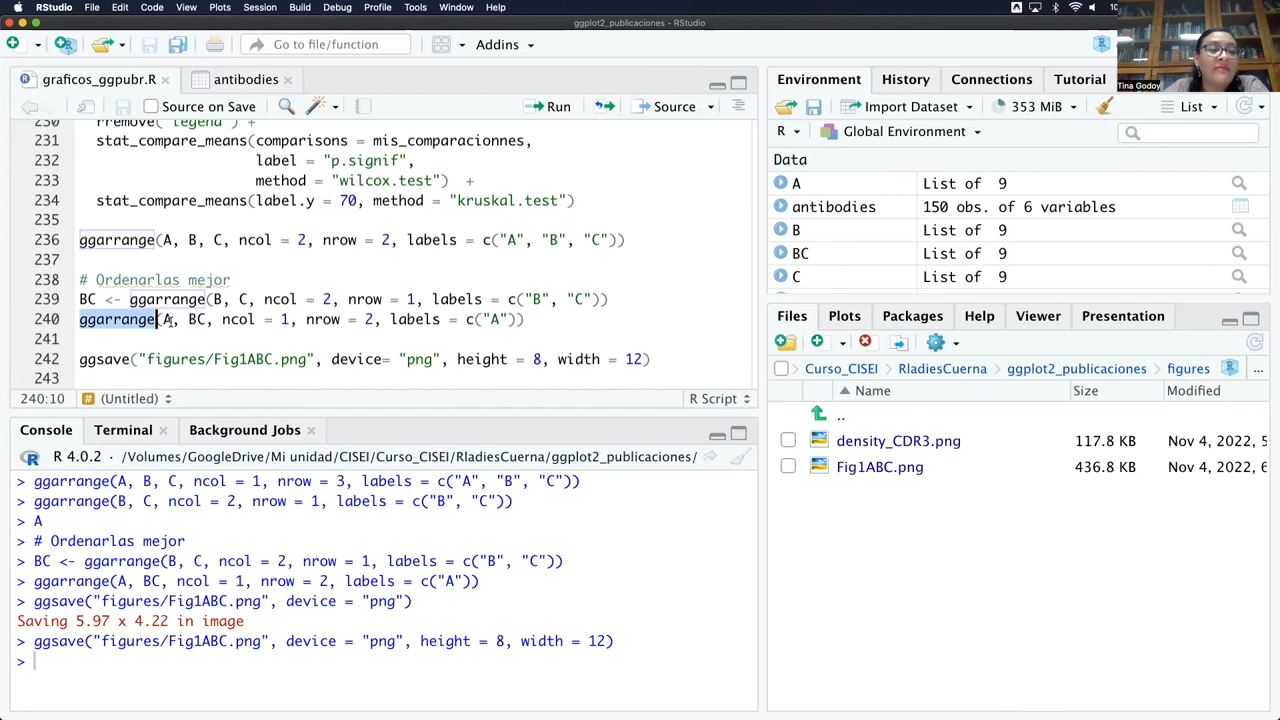 RStudio File Edit Code View Plots Session Build Debug Profile Tools Window Help
ggplot2_publicaciones - RStudio
Go to file/function Addins
Tina Godoy
graficos_ggpubr.R antibodies
Source on Save Run Source
230 rremove("legend") +
231 stat_compare_means(comparisons = mis_comparacionnes,
232 label = "p.signif",
233 method = "wilcox.test") +
234 stat_compare_means(label.y = 70, method = "kruskal.test")
235
236 ggarrange(A, B, C, ncol = 2, nrow = 2, labels = c("A", "B", "C"))
237
238 # Ordenarlas mejor
239 BC <- ggarrange(B, C, ncol = 2, nrow = 1, labels = c("B", "C"))
240 ggarrange(A, BC, ncol = 1, nrow = 2, labels = c("A"))
241
242 ggsave("figures/Fig1ABC.png", device= "png", height = 8, width = 12)
243
240:10 # (Untitled) R Script
Console Terminal Background Jobs
R 4.0.2 · /Volumes/GoogleDrive/Mi unidad/CISEI/Curso_CISEI/RladiesCuerna/ggplot2_publicaciones/
> ggarrange(A, B, C, ncol = 1, nrow = 3, labels = c("A", "B", "C"))
> ggarrange(B, C, ncol = 2, nrow = 1, labels = c("B", "C"))
> A
> # Ordenarlas mejor
> BC <- ggarrange(B, C, ncol = 2, nrow = 1, labels = c("B", "C"))
> ggarrange(A, BC, ncol = 1, nrow = 2, labels = c("A"))
> ggsave("figures/Fig1ABC.png", device = "png")
Saving 5.97 x 4.22 in image
> ggsave("figures/Fig1ABC.png", device = "png", height = 8, width = 12)
>
Environment History Connections Tutorial
Import Dataset 353 MiB List
R Global Environment
Data
A List of 9
antibodies 150 obs. of 6 variables
B List of 9
BC List of 9
C List of 9
Files Plots Packages Help Viewer Presentation
Curso_CISEI RladiesCuerna ggplot2_publicaciones figures ...
Name Size Modified
..
density_CDR3.png 117.8 KB Nov 4, 2022,
Fig1ABC.png 436.8 KB Nov 4, 2022,